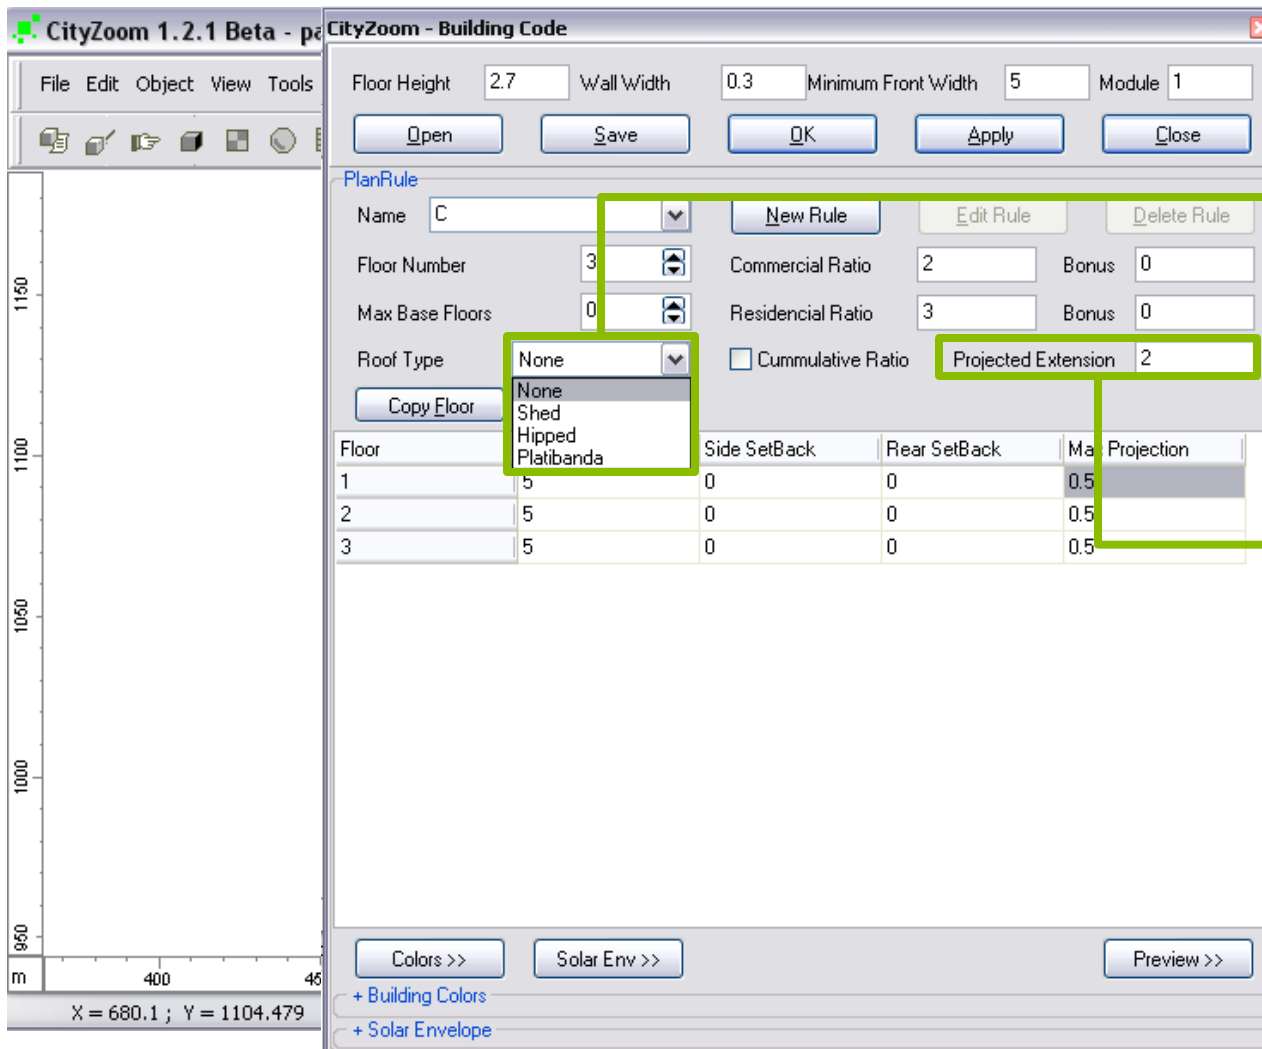 CityZoom 1.2.1 Beta - pa
CityZoom - Building Code
File Edit Object View Tools
Floor Height 2.7 Wall Width 0.3 Minimum Front Width 5 Module 1
Open Save OK Apply Close
PlanRule
Name C New Rule Edit Rule Delete Rule
Floor Number 3 Commercial Ratio 2 Bonus 0
Max Base Floors 0 Residencial Ratio 3 Bonus 0
Roof Type None Cummulative Ratio Projected Extension 2
None
Shed
Hipped
Platibanda
Copy Floor
Floor Side SetBack Rear SetBack Max Projection
1 5 0 0 0.5
2 5 0 0 0.5
3 5 0 0 0.5
1150
1100
1050
1000
950
m 400 45
X = 680.1 ; Y = 1104.479
Colors >> Solar Env >> Preview >>
+ Building Colors
+ Solar Envelope